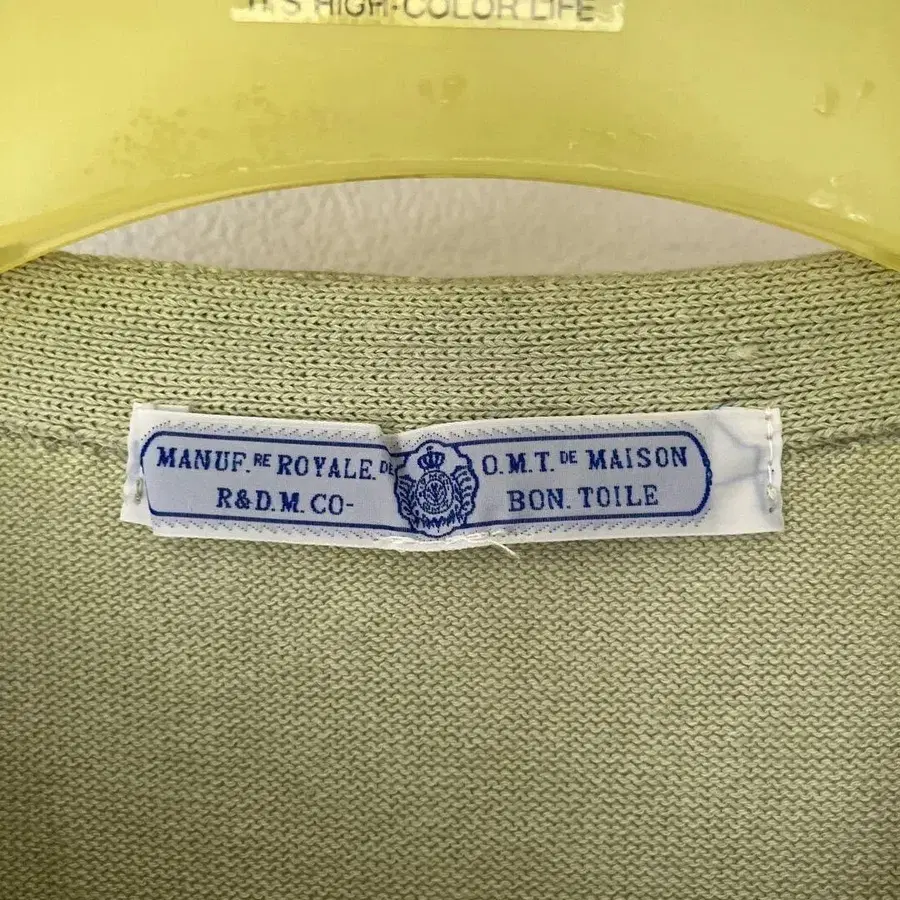 IT'S HIGH-COLOR LIFE
MANUF.RE ROYALE.DE
R&D.M.CO-
O.M.T.DE MAISON
BON. TOILE